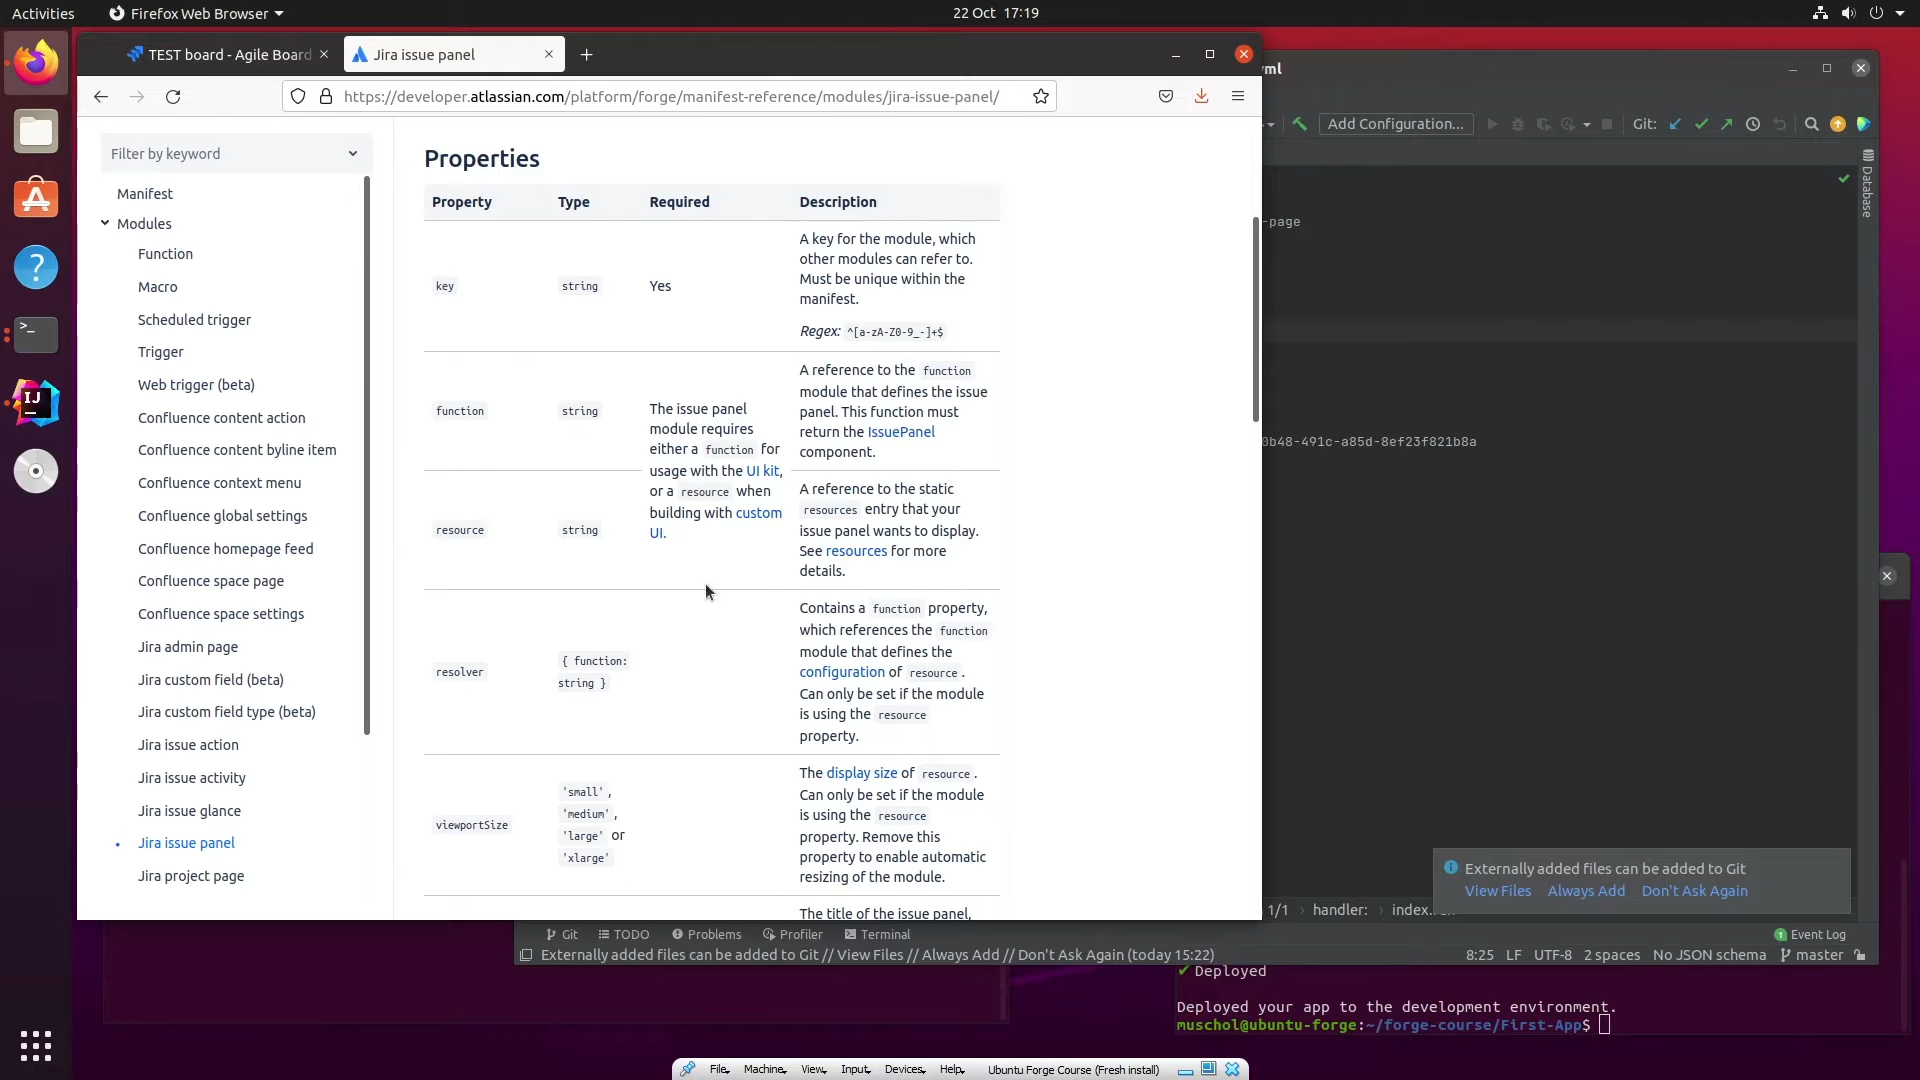 Activities
Firefox Web Browser
22 Oct 17:19
TEST board - Agile Board
Jira issue panel
https://developer.atlassian.com/platform/forge/manifest-reference/modules/jira-issue-panel/
Filter by keyword
Manifest
Modules
Function
Macro
Scheduled trigger
Trigger
Web trigger (beta)
Confluence content action
Confluence content byline item
Confluence context menu
Confluence global settings
Confluence homepage feed
Confluence space page
Confluence space settings
Jira admin page
Jira custom field (beta)
Jira custom field type (beta)
Jira issue action
Jira issue activity
Jira issue glance
Jira issue panel
Jira project page
Properties
Property Type Required Description
key string Yes
A key for the module, which
other modules can refer to.
Must be unique within the
manifest.
Regex: ^[a-zA-Z0-9_-]+$
function string
The issue panel
module requires
either a function for
usage with the UI kit,
or a resource when
building with custom
UI.
A reference to the function
module that defines the issue
panel. This function must
return the IssuePanel
component.
resource string
A reference to the static
resources entry that your
issue panel wants to display.
See resources for more
details.
resolver
{ function:
string }
Contains a function property,
which references the function
module that defines the
configuration of resource.
Can only be set if the module
is using the resource
property.
viewportSize
'small',
'medium',
'large' or
'xlarge'
The display size of resource.
Can only be set if the module
is using the resource
property. Remove this
property to enable automatic
resizing of the module.
The title of the issue panel,
yml
Add Configuration...
Git:
Database
-page
0b48-491c-a85d-8ef23f821b8a
Externally added files can be added to Git
View Files Always Add Don't Ask Again
1/1 › handler: › index.run
Git TODO Problems Profiler Terminal
1 Event Log
Externally added files can be added to Git // View Files // Always Add // Don't Ask Again (today 15:22)
8:25 LF UTF-8 2 spaces No JSON schema master
✔ Deployed
Deployed your app to the development environment.
muschol@ubuntu-forge:~/forge-course/First-App$
File Machine View Input Devices Help Ubuntu Forge Course (Fresh install)